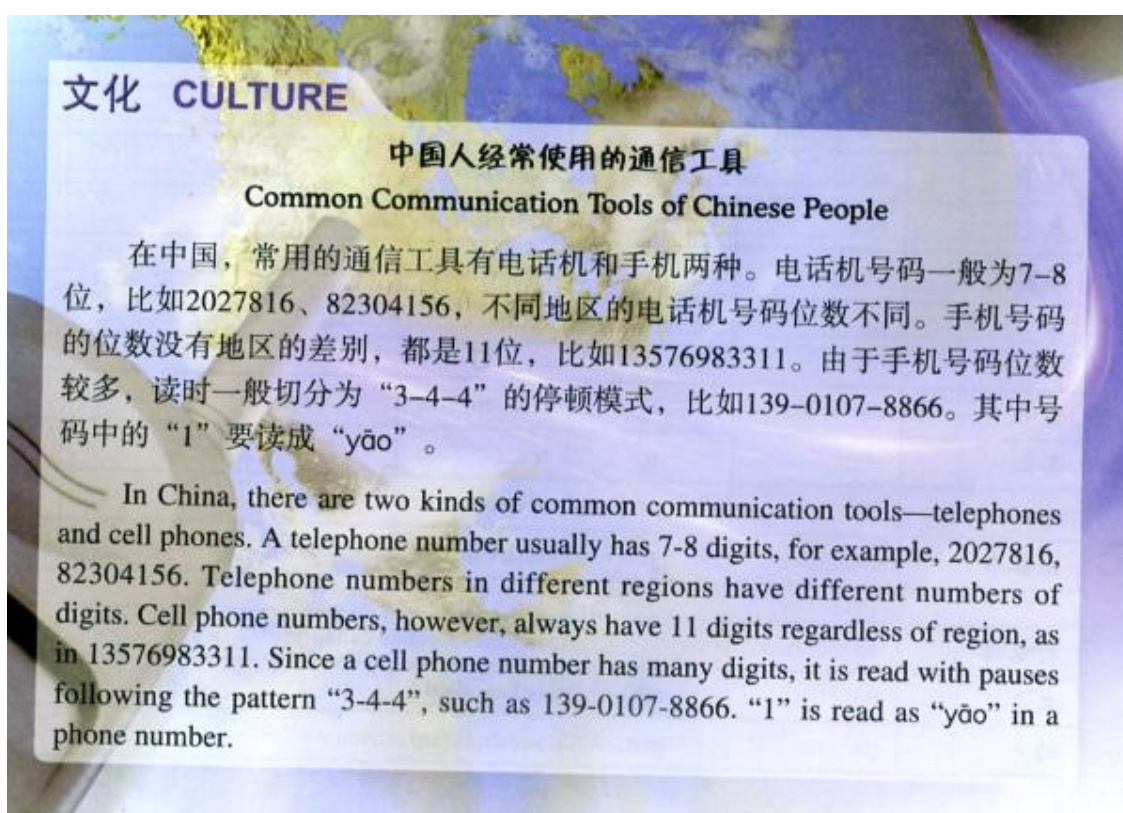 文化 CULTURE
中国人经常使用的通信工具
Common Communication Tools of Chinese People
在中国，常用的通信工具有电话机和手机两种。电话机号码一般为7–8
位，比如2027816、82304156，不同地区的电话机号码位数不同。手机号码
的位数没有地区的差别，都是11位，比如13576983311。由于手机号码位数
较多，读时一般切分为“3–4–4”的停顿模式，比如139–0107–8866。其中号
码中的“1”要读成“yāo”。
In China, there are two kinds of common communication tools—telephones
and cell phones. A telephone number usually has 7-8 digits, for example, 2027816,
82304156. Telephone numbers in different regions have different numbers of
digits. Cell phone numbers, however, always have 11 digits regardless of region, as
in 13576983311. Since a cell phone number has many digits, it is read with pauses
following the pattern “3-4-4”, such as 139-0107-8866. “1” is read as “yāo” in a
phone number.